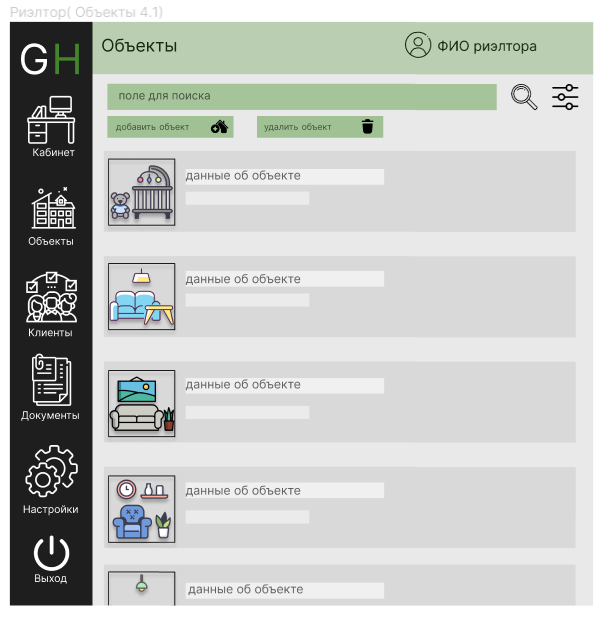 Риэлтор( Объекты 4.1)
GH
Объекты
ФИО риэлтора
поле для поиска
добавить объект
удалить объект
Кабинет
Объекты
Клиенты
Документы
Настройки
Выход
данные об объекте
данные об объекте
данные об объекте
данные об объекте
данные об объекте